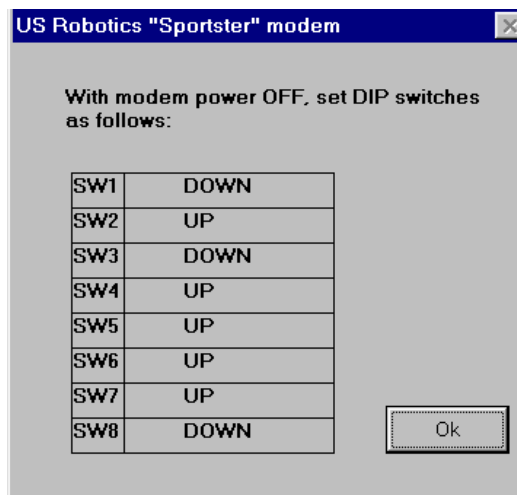 US Robotics "Sportster" modem
With modem power OFF, set DIP switches
as follows:
SW1 DOWN
SW2 UP
SW3 DOWN
SW4 UP
SW5 UP
SW6 UP
SW7 UP
SW8 DOWN
Ok